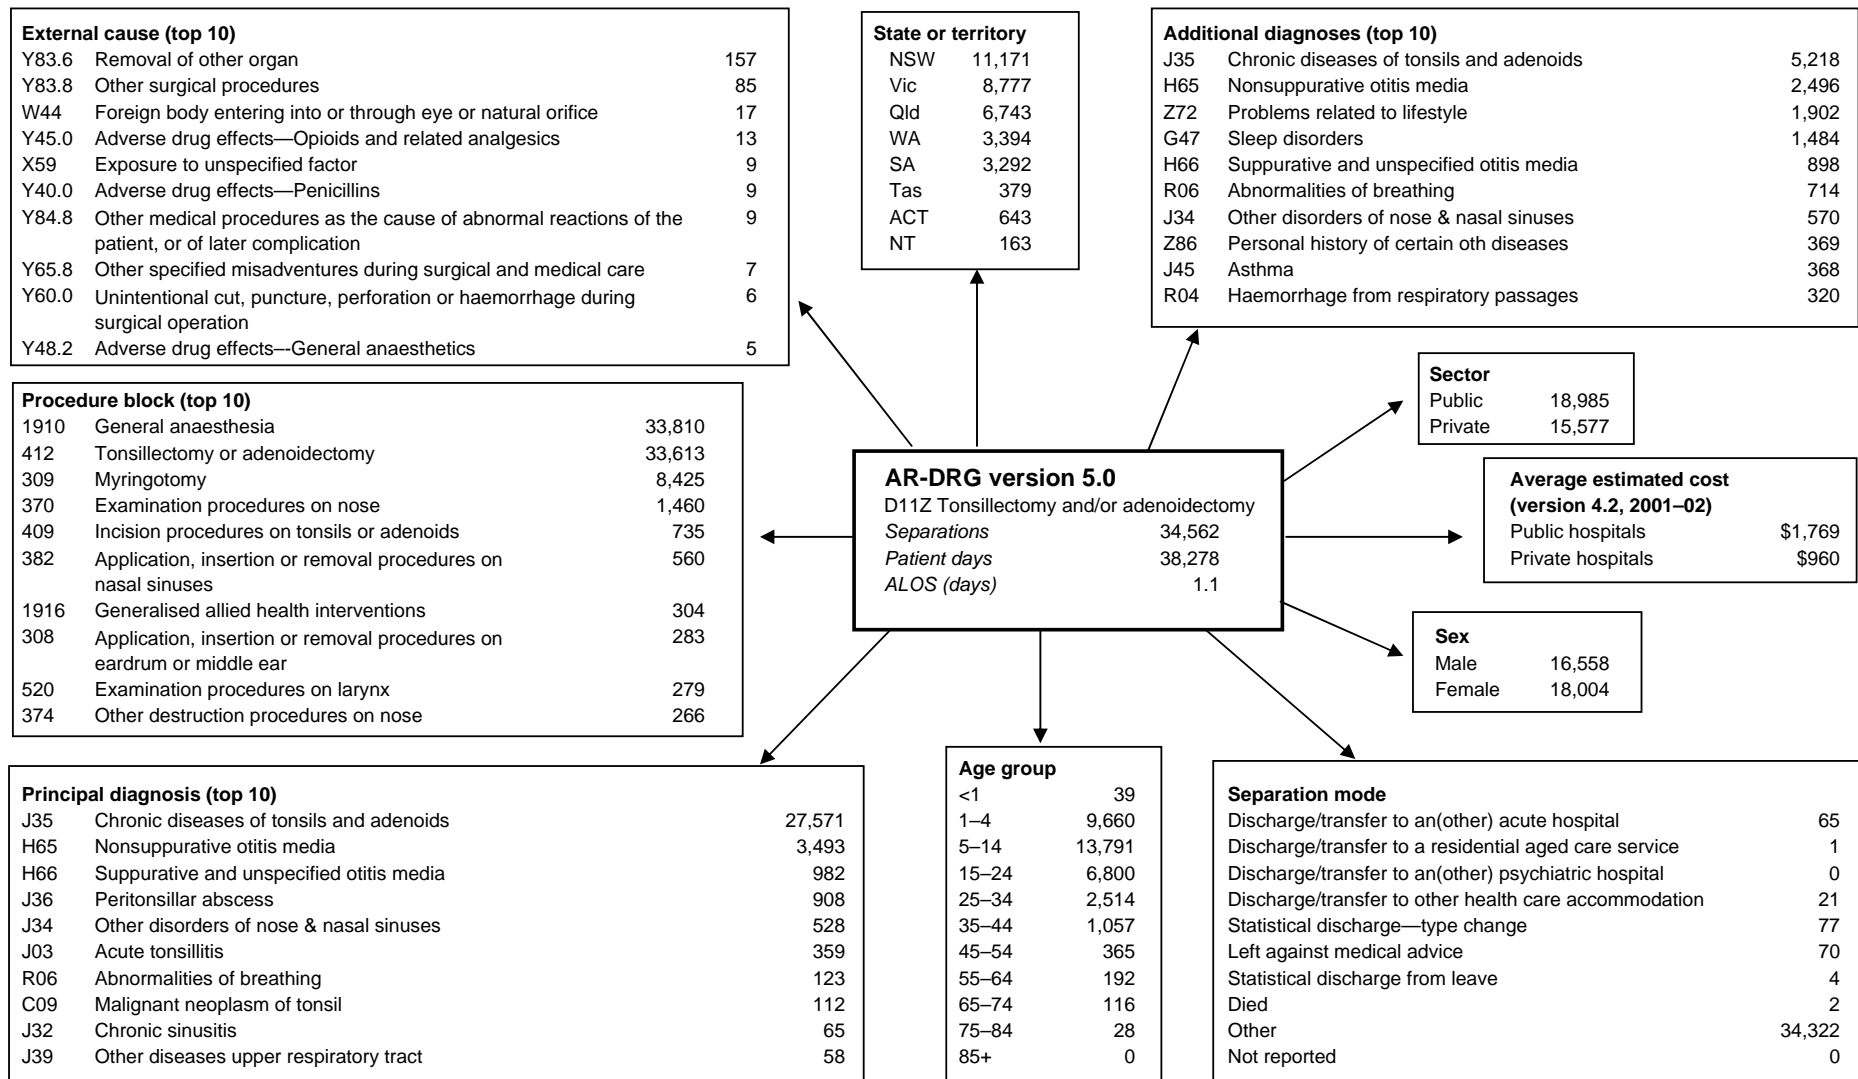 External cause (top 10)
Y83.6 Removal of other organ 157
Y83.8 Other surgical procedures 85
W44 Foreign body entering into or through eye or natural orifice 17
Y45.0 Adverse drug effects—Opioids and related analgesics 13
X59 Exposure to unspecified factor 9
Y40.0 Adverse drug effects—Penicillins 9
Y84.8 Other medical procedures as the cause of abnormal reactions of the 9
patient, or of later complication
Y65.8 Other specified misadventures during surgical and medical care 7
Y60.0 Unintentional cut, puncture, perforation or haemorrhage during 6
surgical operation
Y48.2 Adverse drug effects–-General anaesthetics 5
State or territory
NSW 11,171
Vic 8,777
Qld 6,743
WA 3,394
SA 3,292
Tas 379
ACT 643
NT 163
Additional diagnoses (top 10)
J35 Chronic diseases of tonsils and adenoids 5,218
H65 Nonsuppurative otitis media 2,496
Z72 Problems related to lifestyle 1,902
G47 Sleep disorders 1,484
H66 Suppurative and unspecified otitis media 898
R06 Abnormalities of breathing 714
J34 Other disorders of nose & nasal sinuses 570
Z86 Personal history of certain oth diseases 369
J45 Asthma 368
R04 Haemorrhage from respiratory passages 320
Procedure block (top 10)
1910 General anaesthesia 33,810
412 Tonsillectomy or adenoidectomy 33,613
309 Myringotomy 8,425
370 Examination procedures on nose 1,460
409 Incision procedures on tonsils or adenoids 735
382 Application, insertion or removal procedures on 560
nasal sinuses
1916 Generalised allied health interventions 304
308 Application, insertion or removal procedures on 283
eardrum or middle ear
520 Examination procedures on larynx 279
374 Other destruction procedures on nose 266
AR-DRG version 5.0
D11Z Tonsillectomy and/or adenoidectomy
Separations 34,562
Patient days 38,278
ALOS (days) 1.1
Sector
Public 18,985
Private 15,577
Average estimated cost
(version 4.2, 2001–02)
Public hospitals $1,769
Private hospitals $960
Sex
Male 16,558
Female 18,004
Principal diagnosis (top 10)
J35 Chronic diseases of tonsils and adenoids 27,571
H65 Nonsuppurative otitis media 3,493
H66 Suppurative and unspecified otitis media 982
J36 Peritonsillar abscess 908
J34 Other disorders of nose & nasal sinuses 528
J03 Acute tonsillitis 359
R06 Abnormalities of breathing 123
C09 Malignant neoplasm of tonsil 112
J32 Chronic sinusitis 65
J39 Other diseases upper respiratory tract 58
Age group
<1 39
1–4 9,660
5–14 13,791
15–24 6,800
25–34 2,514
35–44 1,057
45–54 365
55–64 192
65–74 116
75–84 28
85+ 0
Separation mode
Discharge/transfer to an(other) acute hospital 65
Discharge/transfer to a residential aged care service 1
Discharge/transfer to an(other) psychiatric hospital 0
Discharge/transfer to other health care accommodation 21
Statistical discharge—type change 77
Left against medical advice 70
Statistical discharge from leave 4
Died 2
Other 34,322
Not reported 0